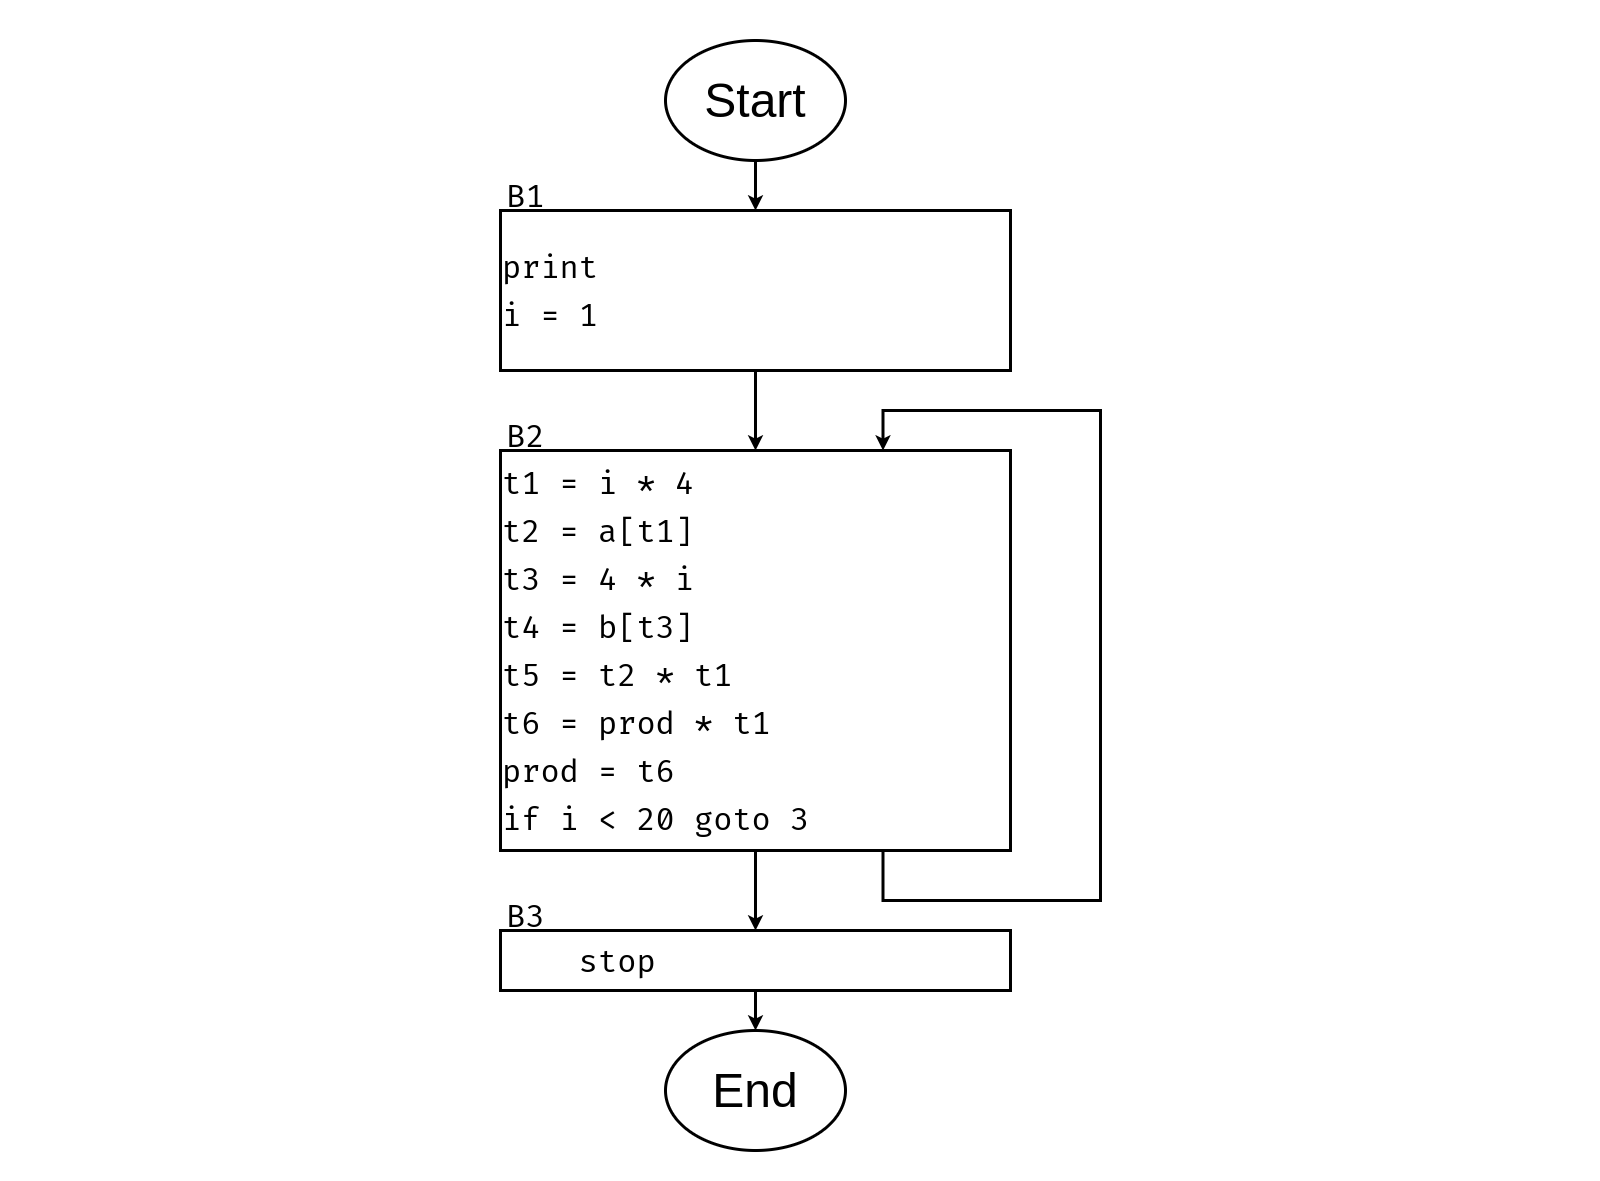 Start
B1
print
i = 1
B2
t1 = i * 4
t2 = a[t1]
t3 = 4 * i
t4 = b[t3]
t5 = t2 * t1
t6 = prod * t1
prod = t6
if i < 20 goto 3
B3
stop
End